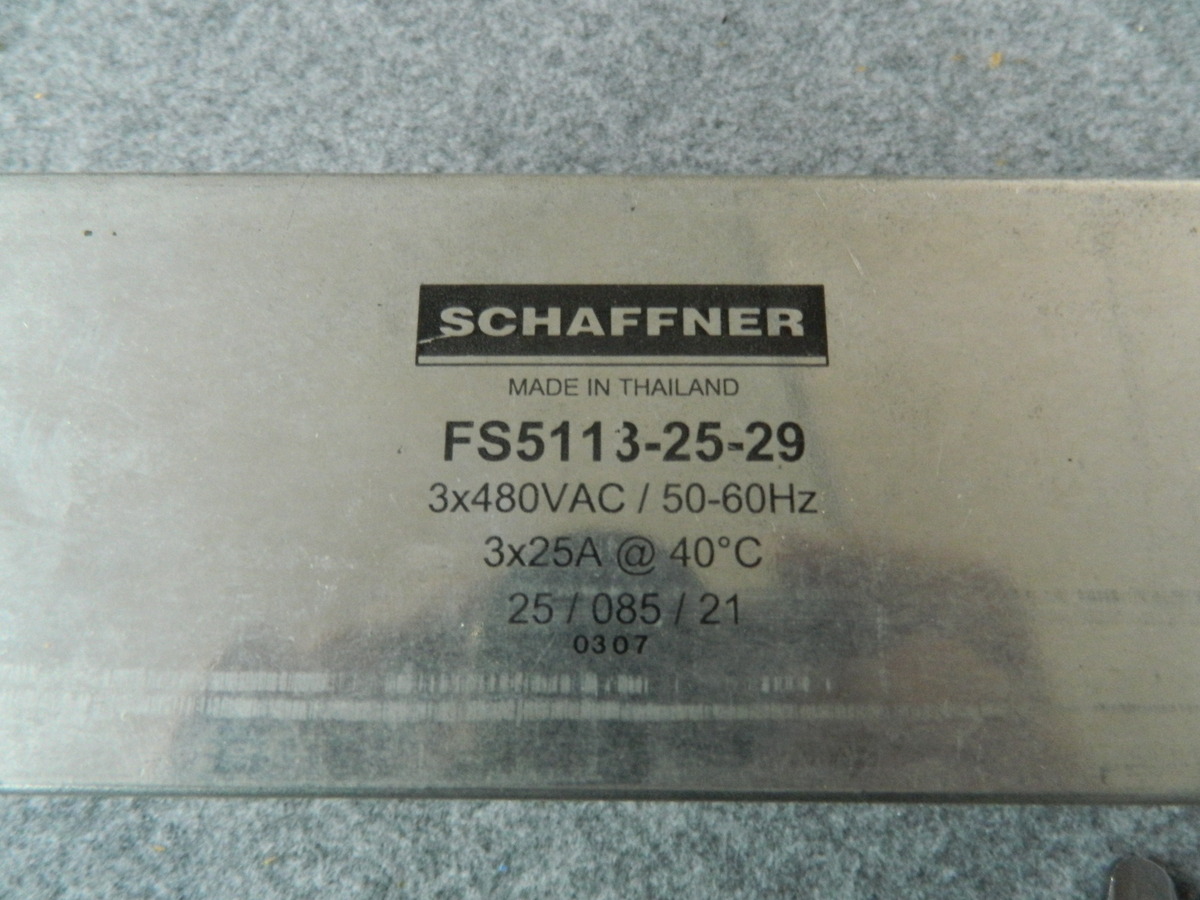 SCHAFFNER
MADE IN THAILAND
FS5113-25-29
3x480VAC / 50-60Hz
3x25A @ 40°C
25 / 085 / 21
0307